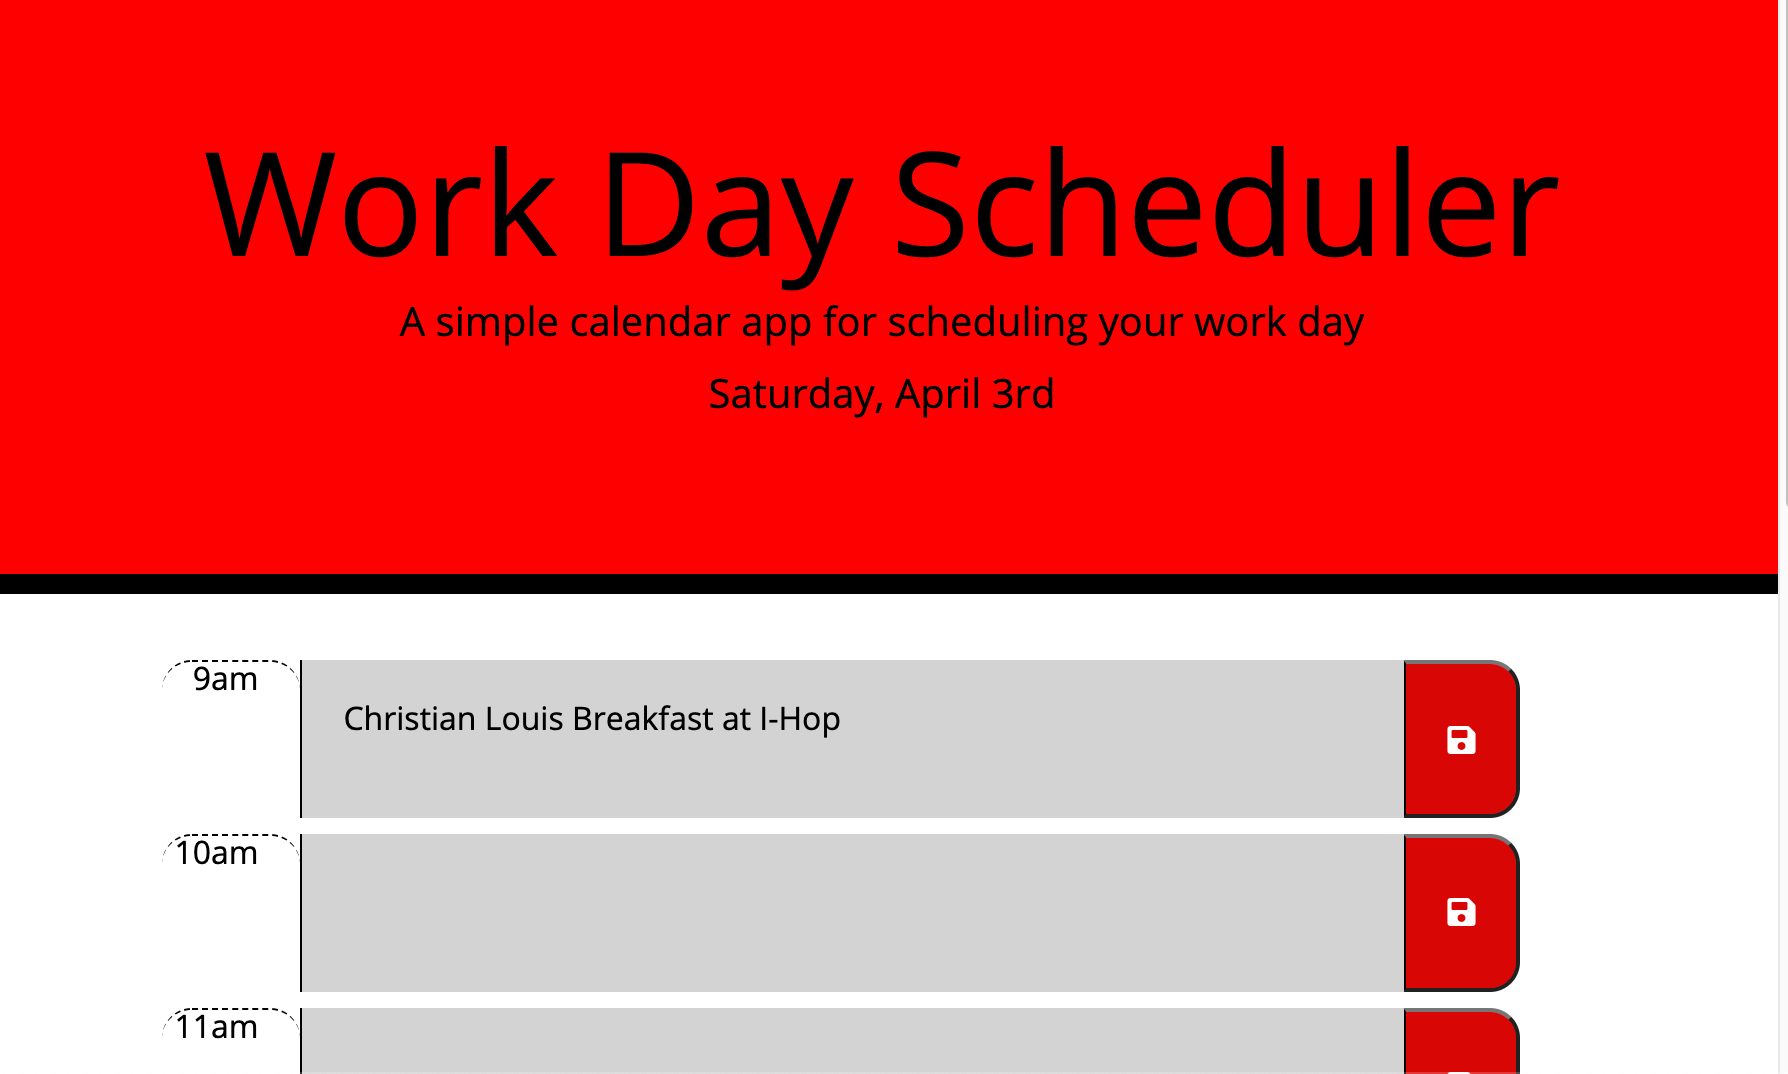 Work Day Scheduler
A simple calendar app for scheduling your work day
Saturday, April 3rd
9am
Christian Louis Breakfast at I-Hop
10am
11am